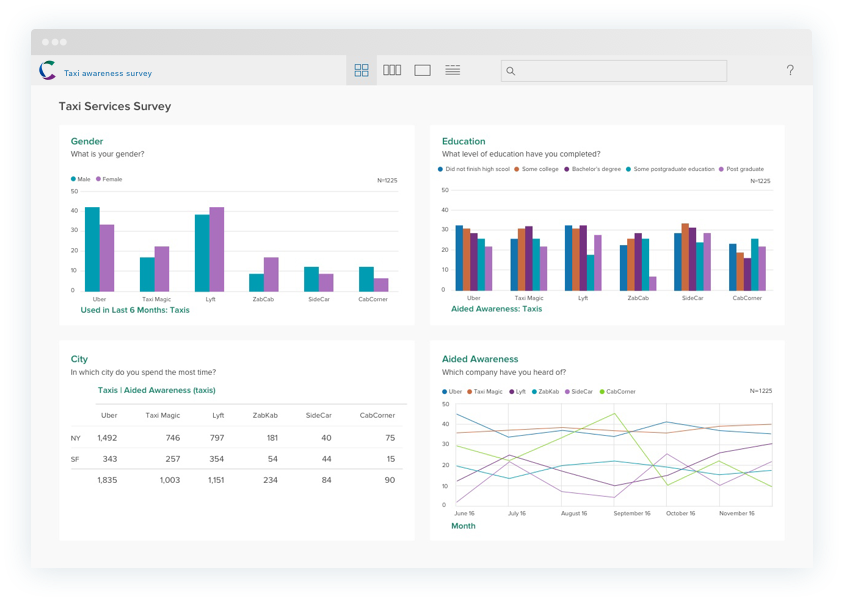 Taxi awareness survey
?
Taxi Services Survey
Gender
What is your gender?
Male Female
N=1225
50
40
30
20
10
0
Uber Taxi Magic Lyft ZabCab SideCar CabCorner
Used in Last 6 Months: Taxis
Education
What level of education have you completed?
Did not finish high scool Some college Bachelor's degree Some postgraduate education Post graduate
N=1225
50
40
30
20
10
0
Uber Taxi Magic Lyft ZabCab SideCar CabCorner
Aided Awareness: Taxis
City
In which city do you spend the most time?
Taxis | Aided Awareness (taxis)
Uber Taxi Magic Lyft ZabKab SideCar CabCorner
NY 1,492 746 797 181 40 75
SF 343 257 354 54 44 15
1,835 1,003 1,151 234 84 90
Aided Awareness
Which company have you heard of?
Uber Taxi Magic Lyft ZabKab SideCar CabCorner
N=1225
50
40
30
20
10
0
June 16 July 16 August 16 September 16 October 16 November 16
Month